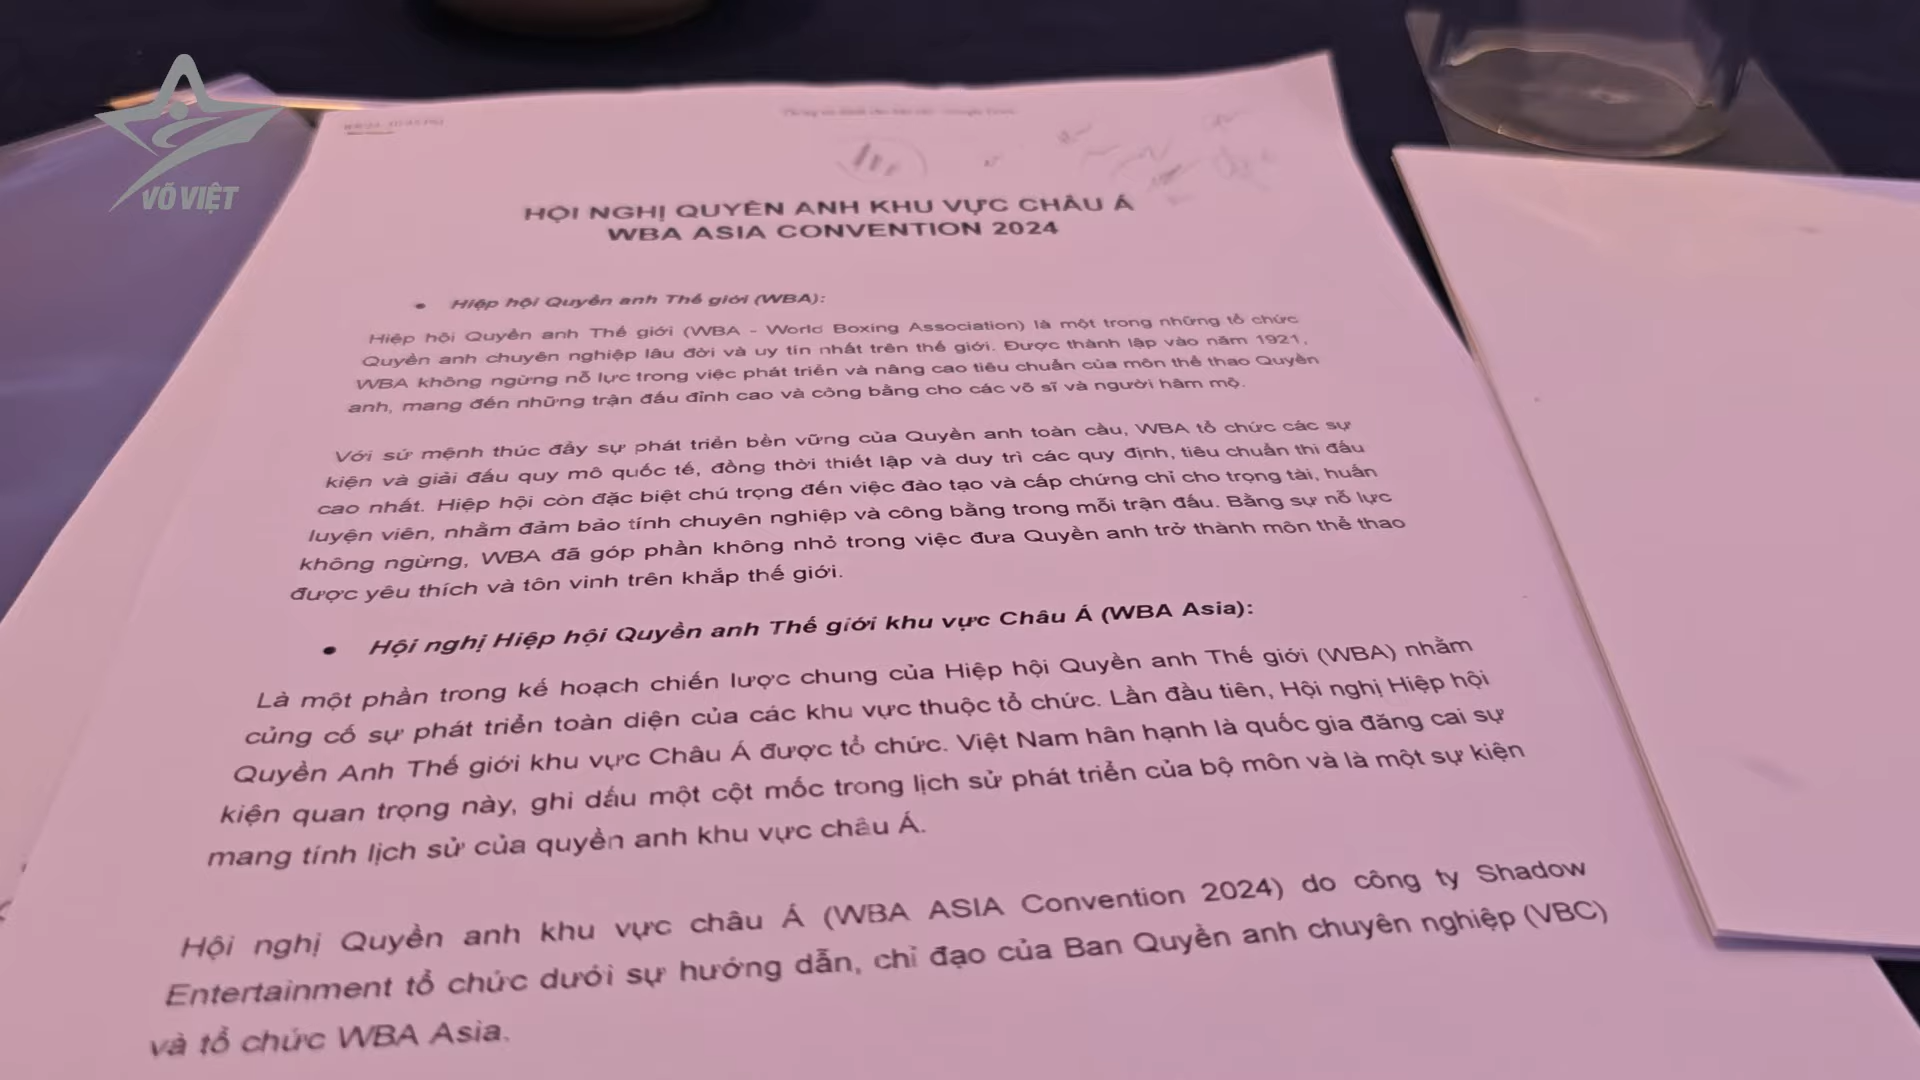 VÕ VIỆT
HỘI NGHỊ QUYỀN ANH KHU VỰC CHÂU Á
WBA ASIA CONVENTION 2024
• Hiệp hội Quyền anh Thế giới (WBA):
Hiệp hội Quyền anh Thế giới (WBA - World Boxing Association) là một trong những tổ chức
Quyền anh chuyên nghiệp lâu đời và uy tín nhất trên thế giới. Được thành lập vào năm 1921,
WBA không ngừng nỗ lực trong việc phát triển và nâng cao tiêu chuẩn của môn thể thao Quyền
anh, mang đến những trận đấu đỉnh cao và công bằng cho các võ sĩ và người hâm mộ.
Với sứ mệnh thúc đẩy sự phát triển bền vững của Quyền anh toàn cầu, WBA tổ chức các sự
kiện và giải đấu quy mô quốc tế, đồng thời thiết lập và duy trì các quy định, tiêu chuẩn thi đấu
cao nhất. Hiệp hội còn đặc biệt chú trọng đến việc đào tạo và cấp chứng chỉ cho trọng tài, huấn
luyện viên, nhằm đảm bảo tính chuyên nghiệp và công bằng trong mỗi trận đấu. Bằng sự nỗ lực
không ngừng, WBA đã góp phần không nhỏ trong việc đưa Quyền anh trở thành môn thể thao
được yêu thích và tôn vinh trên khắp thế giới.
• Hội nghị Hiệp hội Quyền anh Thế giới khu vực Châu Á (WBA Asia):
Là một phần trong kế hoạch chiến lược chung của Hiệp hội Quyền anh Thế giới (WBA) nhằm
củng cố sự phát triển toàn diện của các khu vực thuộc tổ chức. Lần đầu tiên, Hội nghị Hiệp hội
Quyền Anh Thế giới khu vực Châu Á được tổ chức. Việt Nam hân hạnh là quốc gia đăng cai sự
kiện quan trọng này, ghi dấu một cột mốc trong lịch sử phát triển của bộ môn và là một sự kiện
mang tính lịch sử của quyền anh khu vực châu Á.
Hội nghị Quyền anh khu vực châu Á (WBA ASIA Convention 2024) do công ty Shadow
Entertainment tổ chức dưới sự hướng dẫn, chỉ đạo của Ban Quyền anh chuyên nghiệp (VBC)
và tổ chức WBA Asia.